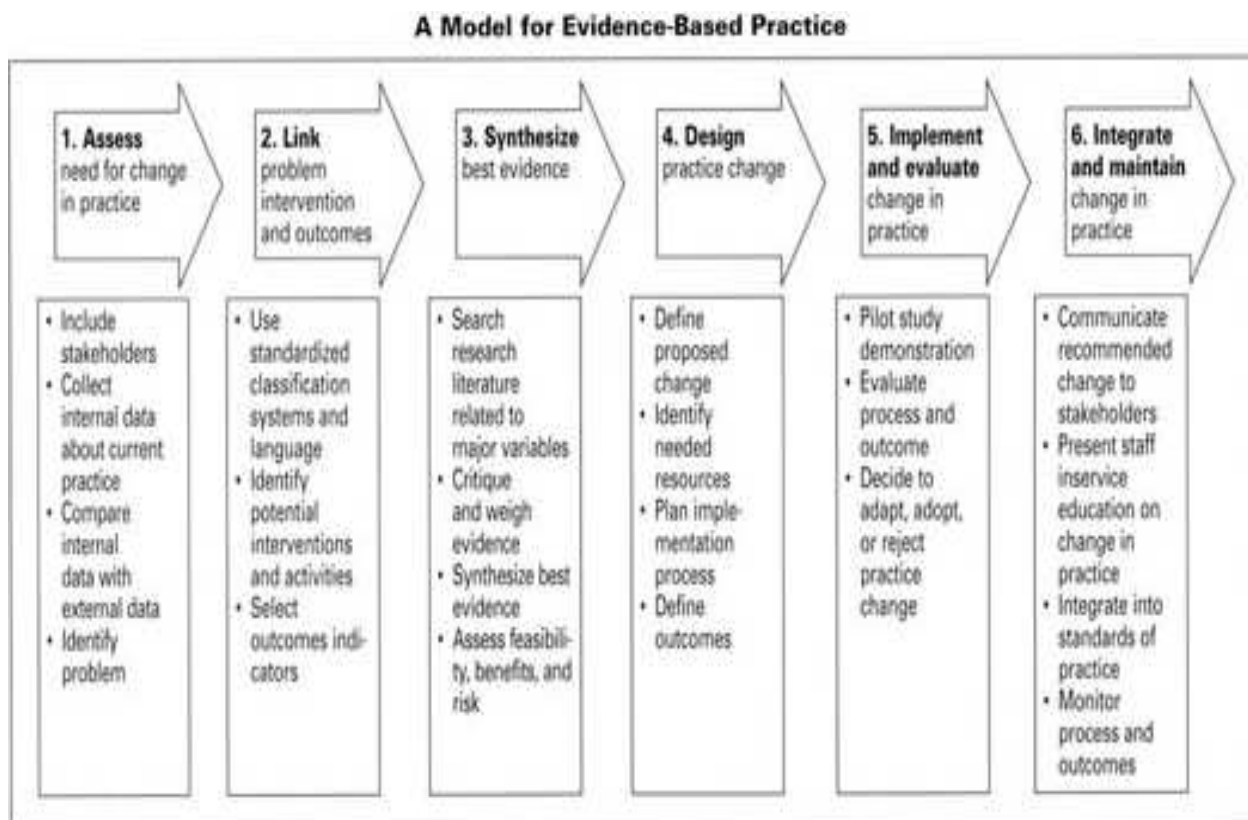 A Model for Evidence-Based Practice
1. Assess
need for change
in practice
2. Link
problem
intervention
and outcomes
3. Synthesize
best evidence
4. Design
practice change
5. Implement
and evaluate
change in
practice
6. Integrate
and maintain
change in
practice
• Include
stakeholders
• Collect
internal data
about current
practice
• Compare
internal
data with
external data
• Identify
problem
• Use
standardized
classification
systems and
language
• Identify
potential
interventions
and activities
• Select
outcomes indi-
cators
• Search
research
literature
related to
major variables
• Critique
and weigh
evidence
• Synthesize best
evidence
• Assess feasibili-
ty, benefits, and
risk
• Define
proposed
change
• Identify
needed
resources
• Plan imple-
mentation
process
• Define
outcomes
• Pilot study
demonstration
• Evaluate
process and
outcome
• Decide to
adapt, adopt,
or reject
practice
change
• Communicate
recommended
change to
stakeholders
• Present staff
inservice
education on
change in
practice
• Integrate into
standards of
practice
• Monitor
process and
outcomes